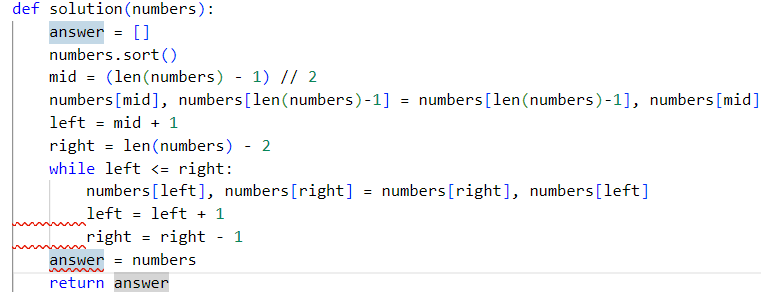 def solution(numbers):
    answer = []
    numbers.sort()
    mid = (len(numbers) - 1) // 2
    numbers[mid], numbers[len(numbers)-1] = numbers[len(numbers)-1], numbers[mid]
    left = mid + 1
    right = len(numbers) - 2
    while left <= right:
        numbers[left], numbers[right] = numbers[right], numbers[left]
        left = left + 1
        right = right - 1
    answer = numbers
    return answer